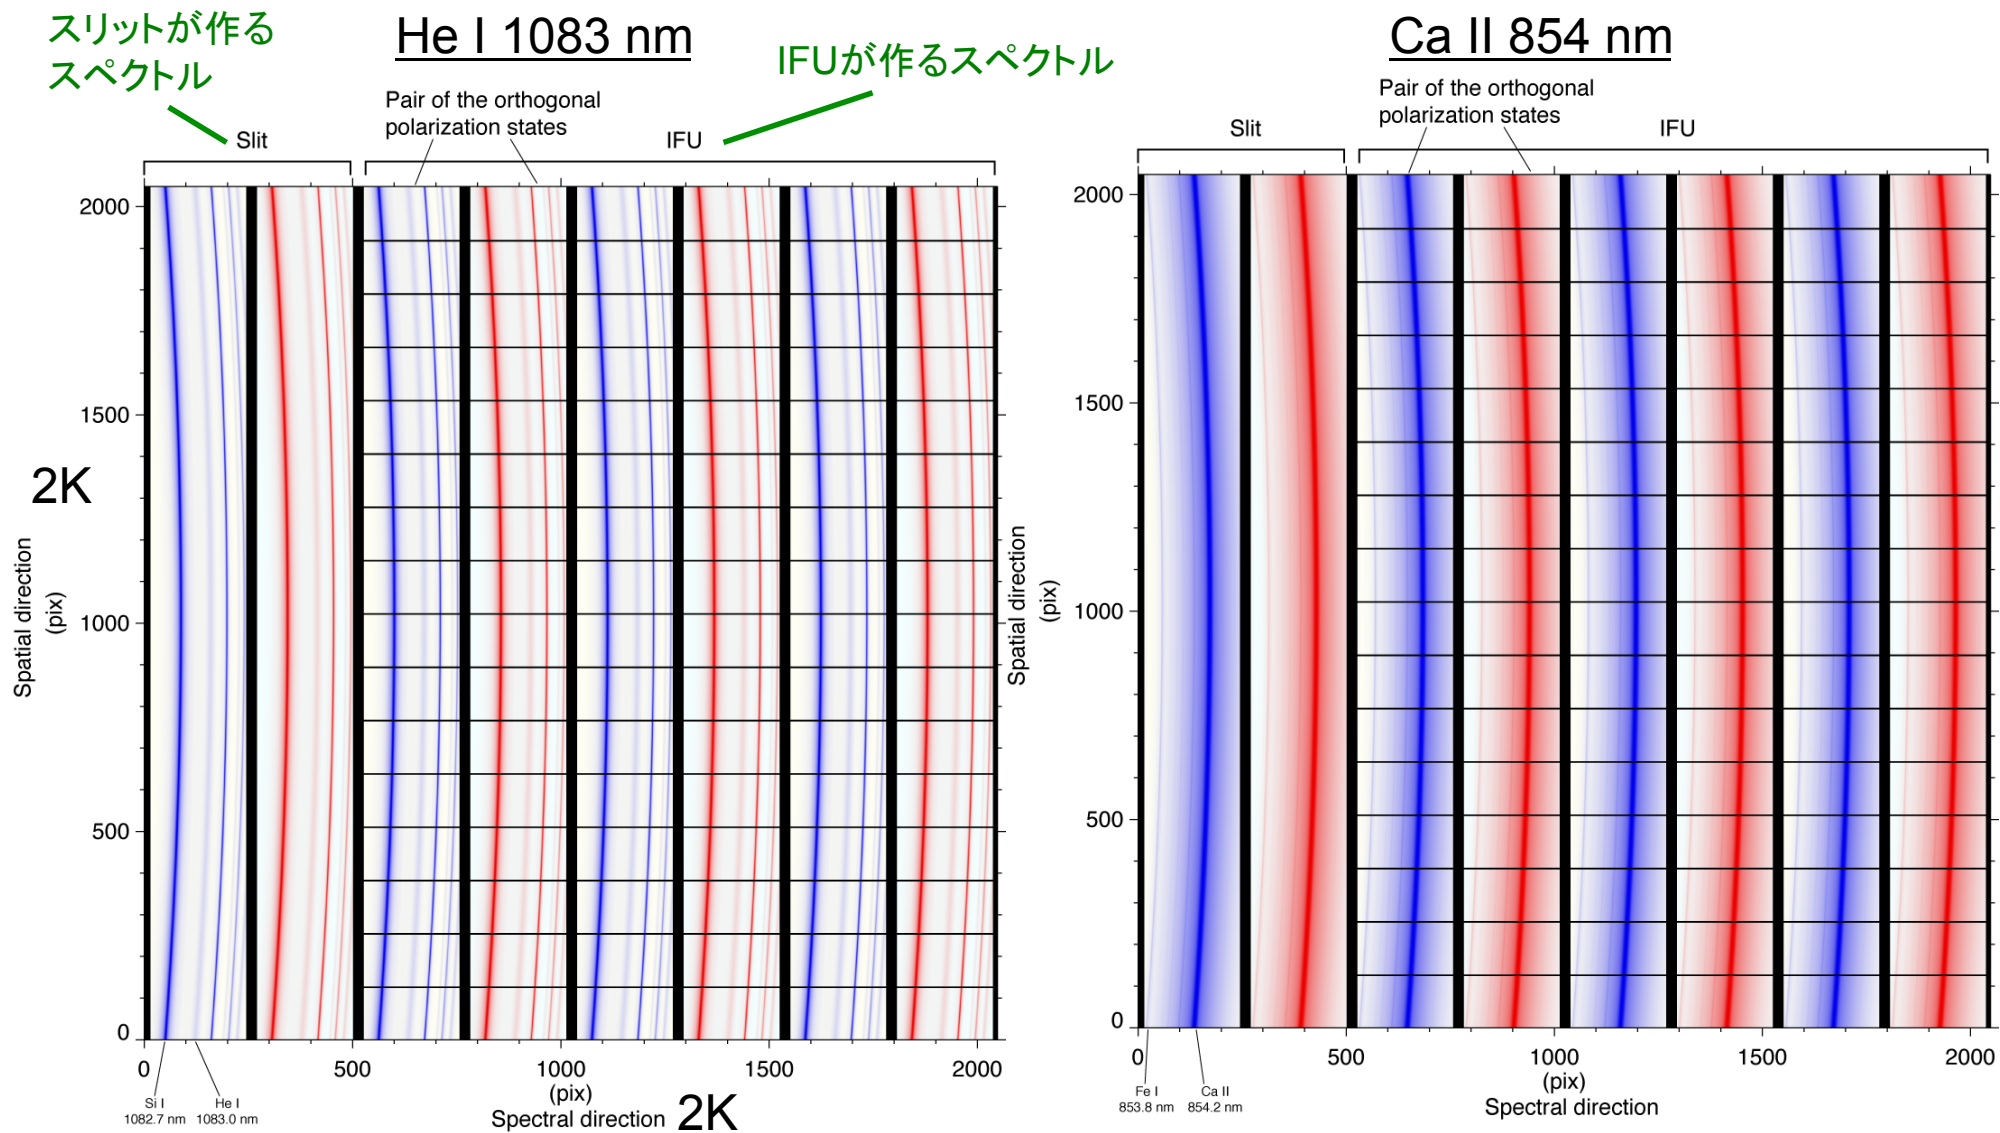 スリットが作る
スペクトル
He I 1083 nm
IFUが作るスペクトル
Pair of the orthogonal
polarization states
Slit
IFU
2000
1500
1000
500
0
2K
Spatial direction
(pix)
0
500
1000
1500
2000
(pix)
Spectral direction
2K
Si I
1082.7 nm
He I
1083.0 nm
Ca II 854 nm
Pair of the orthogonal
polarization states
Slit
IFU
2000
1500
1000
500
0
Spatial direction
(pix)
0
500
1000
1500
2000
(pix)
Spectral direction
Fe I
853.8 nm
Ca II
854.2 nm